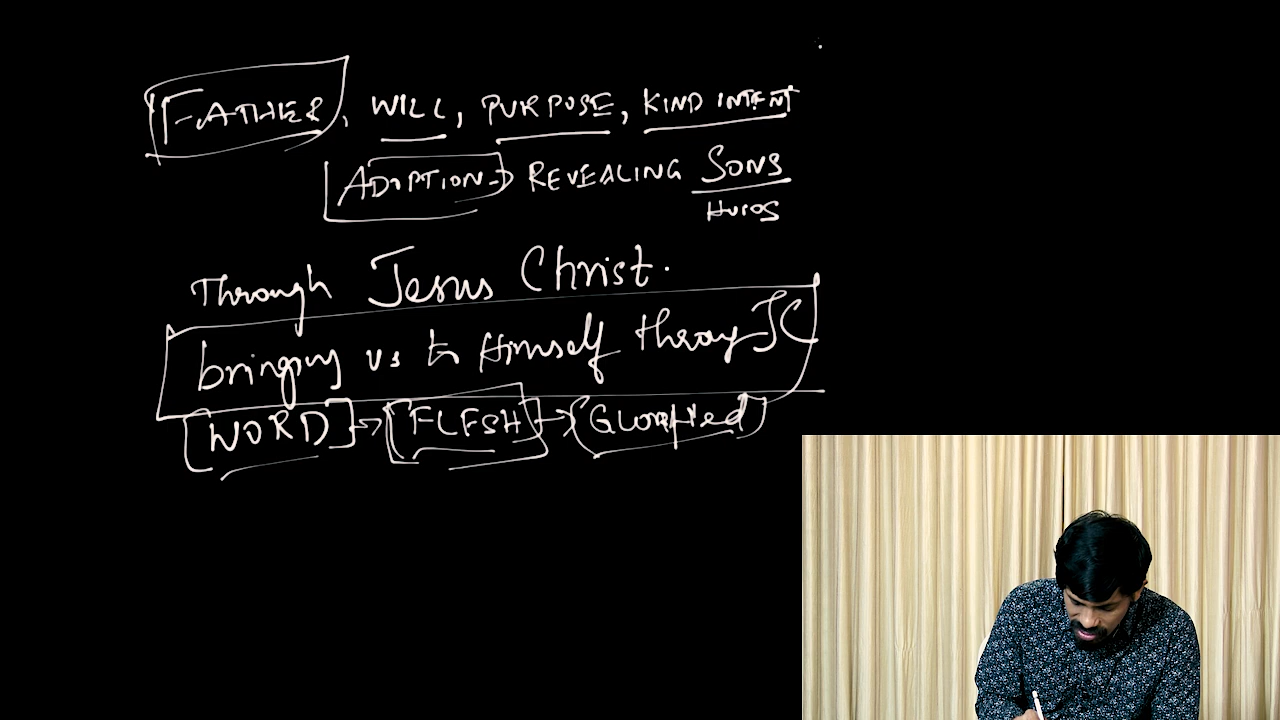 FATHER, WILL, PURPOSE, KIND INTENT
ADOPTION → REVEALING SONS
Huios
Through Jesus Christ.
bringing us to Himself throug JC
WORD → FLESH → Glorified